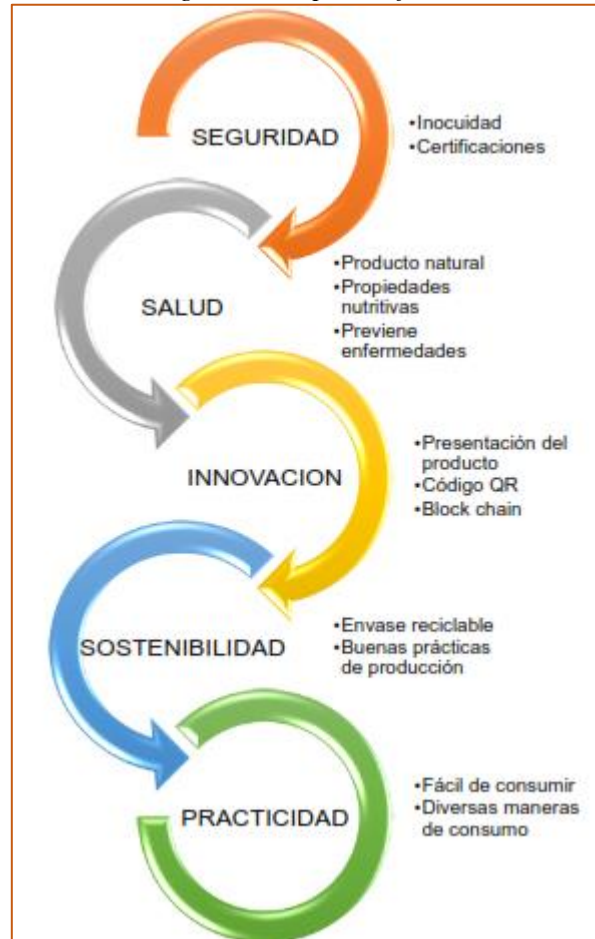 SEGURIDAD
•Inocuidad
•Certificaciones
SALUD
•Producto natural
•Propiedades
nutritivas
•Previene
enfermedades
INNOVACION
•Presentación del
producto
•Código QR
•Block chain
SOSTENIBILIDAD
•Envase reciclable
•Buenas prácticas
de producción
PRACTICIDAD
•Fácil de consumir
•Diversas maneras
de consumo